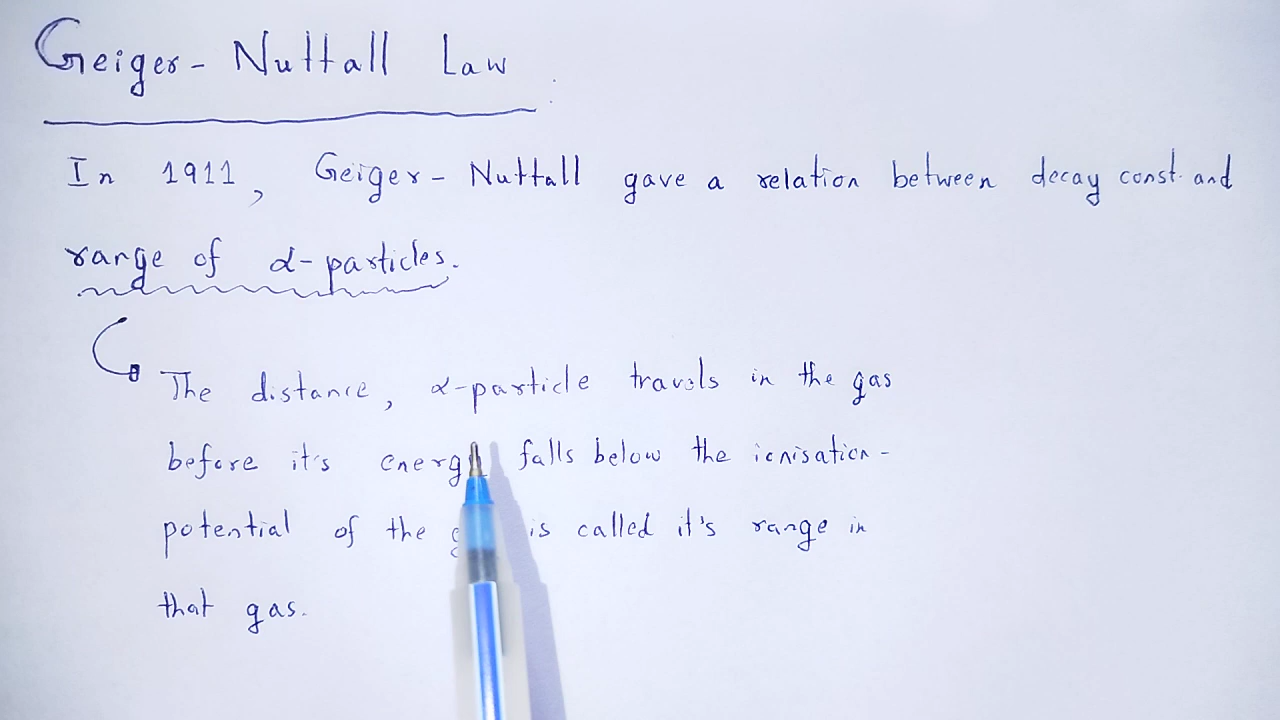 Geiger - Nuttall Law
In 1911, Geiger - Nuttall gave a relation between decay const. and
range of α-particles.
The distance, α-particle travels in the gas
before it's energy falls below the ionisation -
potential of the is called it's range in
that gas.